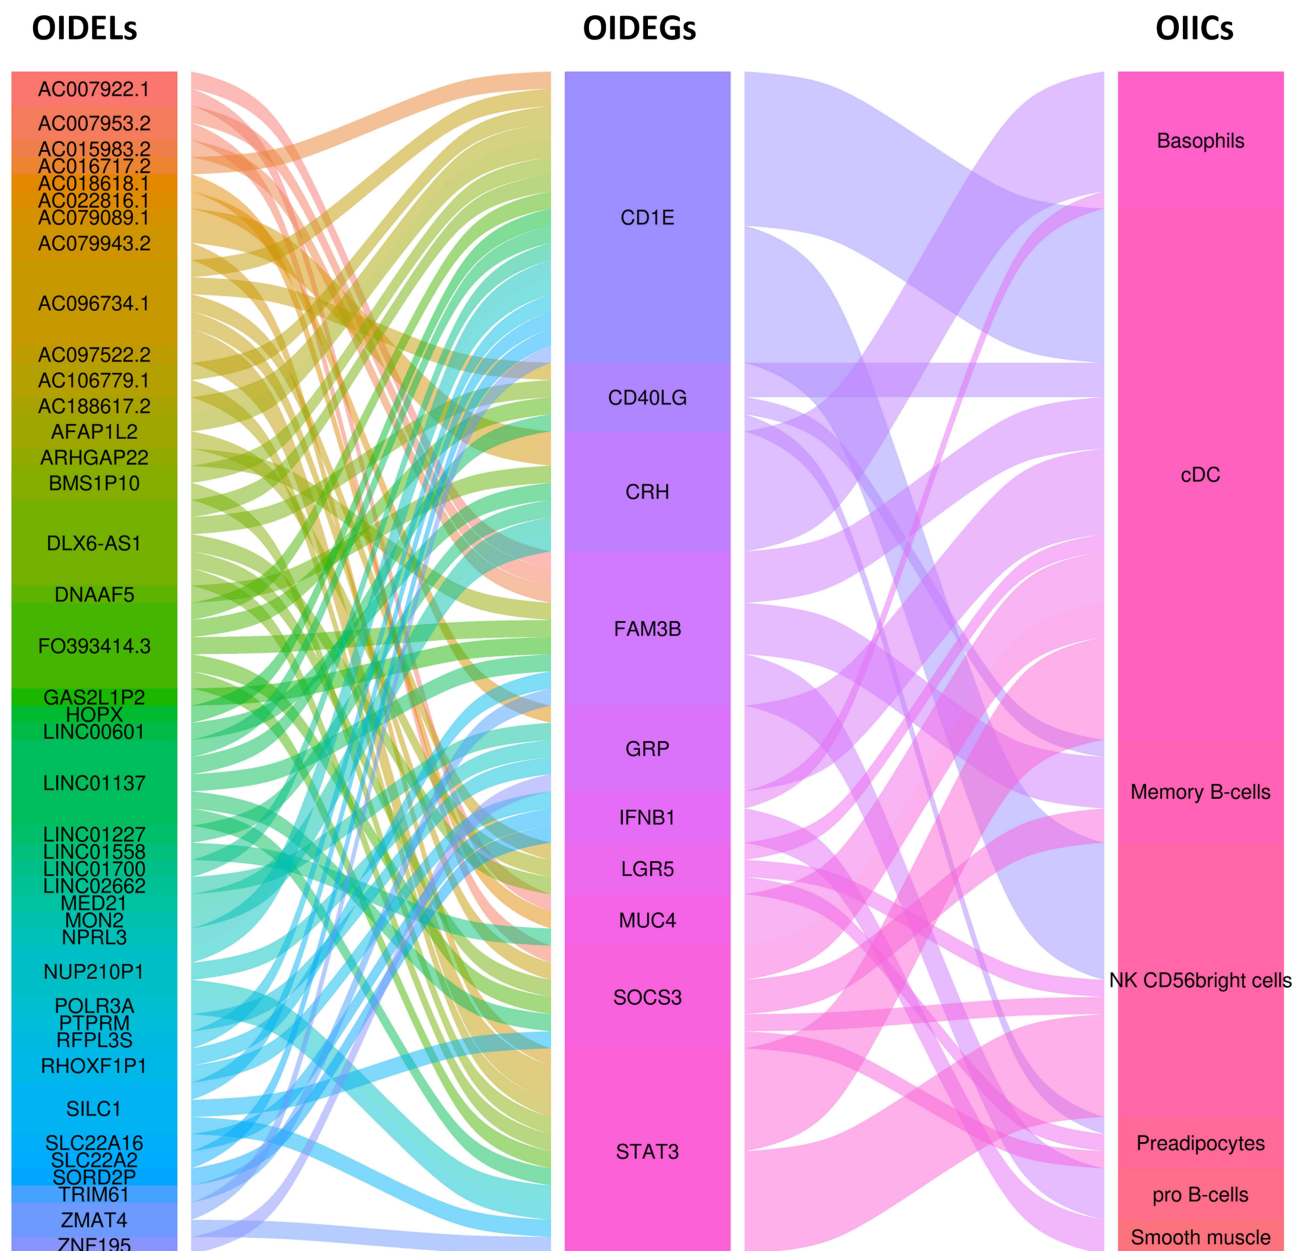 OIDELs
OIDEGs
OIICs
AC007922.1
AC007953.2
AC015983.2
AC016717.2
AC018618.1
AC022816.1
AC079089.1
AC079943.2
AC096734.1
AC097522.2
AC106779.1
AC188617.2
AFAP1L2
ARHGAP22
BMS1P10
DLX6-AS1
DNAAF5
FO393414.3
GAS2L1P2
HOPX
LINC00601
LINC01137
LINC01227
LINC01558
LINC01700
LINC02662
MED21
MON2
NPRL3
NUP210P1
POLR3A
PTPRM
RFPL3S
RHOXF1P1
SILC1
SLC22A16
SLC22A2
SORD2P
TRIM61
ZMAT4
ZNF195
CD1E
CD40LG
CRH
FAM3B
GRP
IFNB1
LGR5
MUC4
SOCS3
STAT3
Basophils
cDC
Memory B-cells
NK CD56bright cells
Preadipocytes
pro B-cells
Smooth muscle